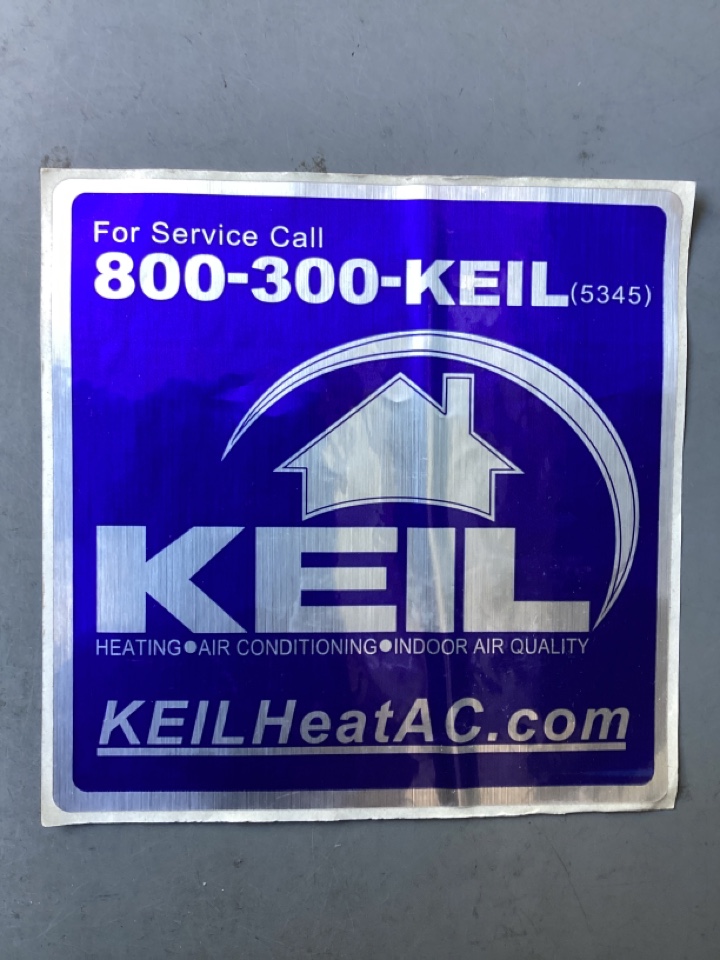 For Service Call
800-300-KEIL(5345)
KEIL
HEATING●AIR CONDITIONING●INDOOR AIR QUALITY
KEILHeatAC.com